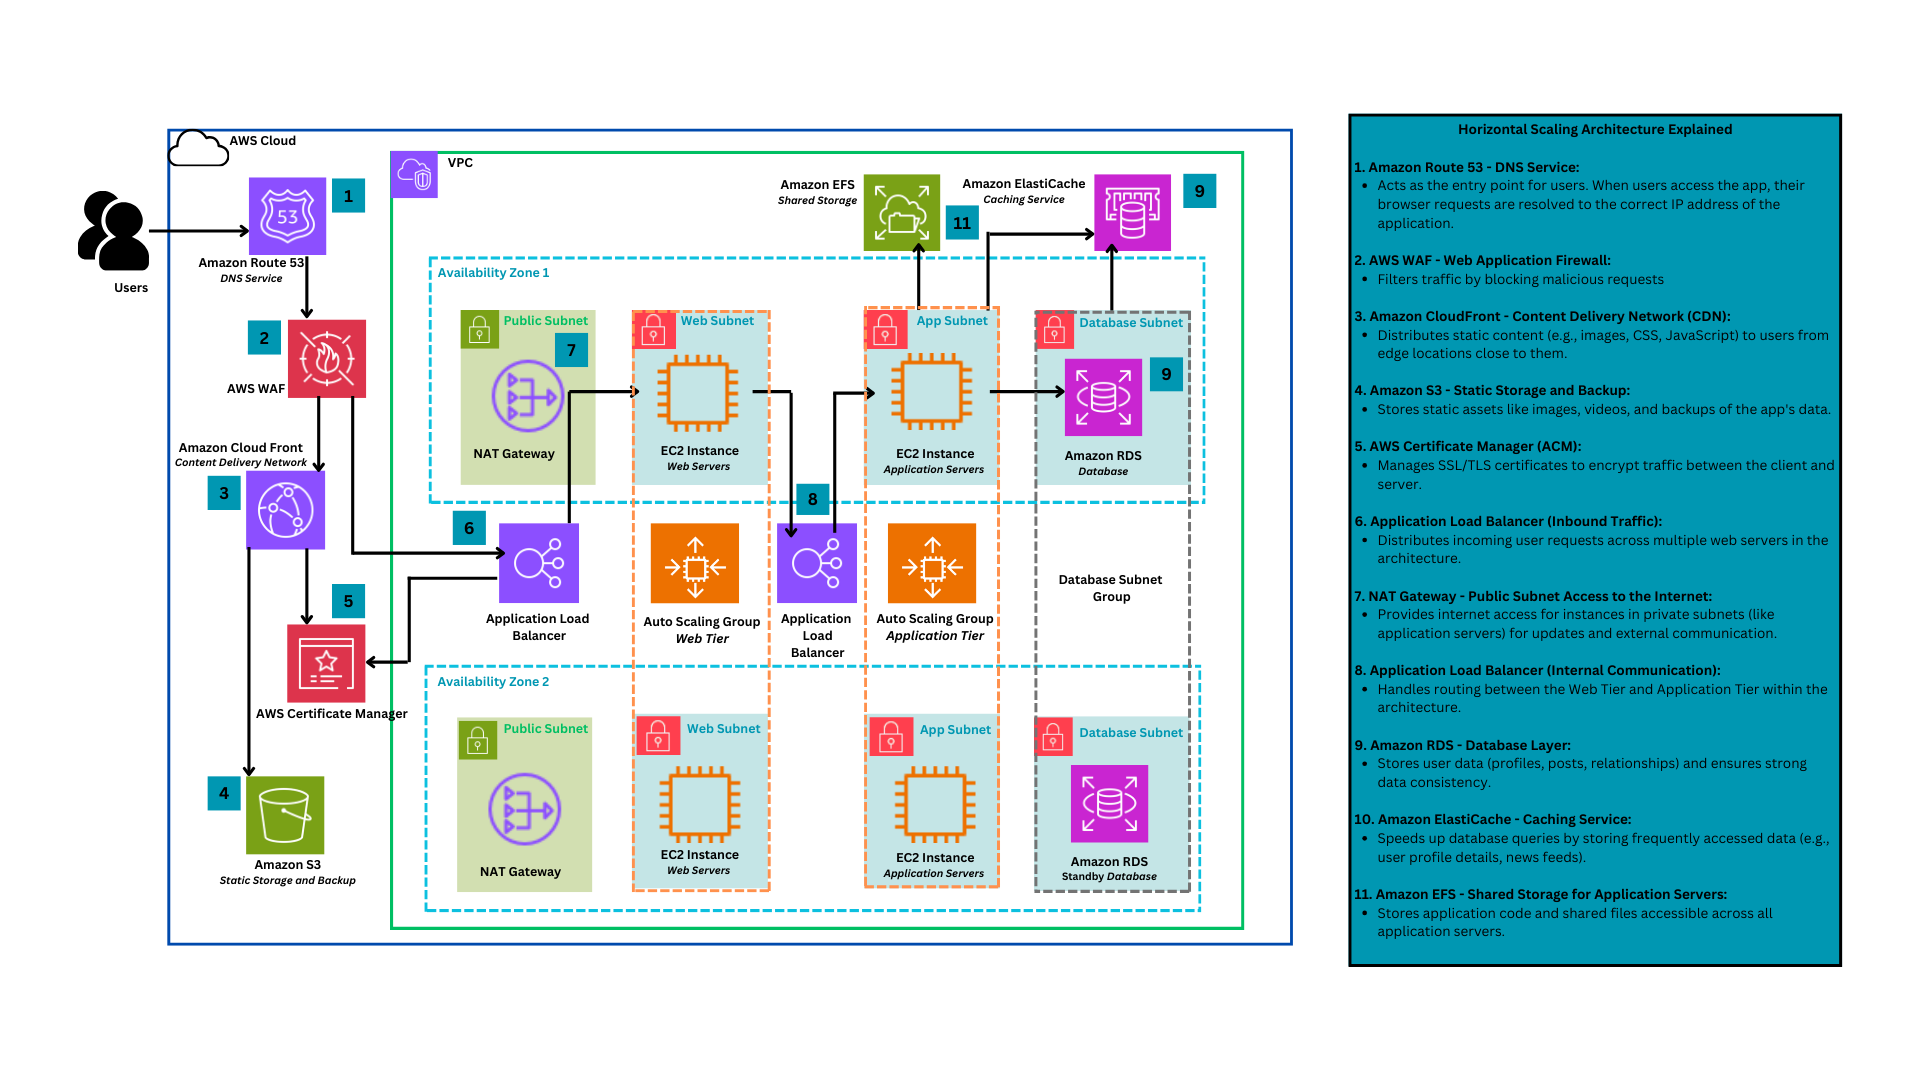 AWS Cloud
VPC
Users
53
1
Amazon Route 53
DNS Service
2
AWS WAF
Amazon Cloud Front
Content Delivery Network
3
5
AWS Certificate Manager
4
Amazon S3
Static Storage and Backup
Amazon EFS
Shared Storage
11
Amazon ElastiCache
Caching Service
9
Availability Zone 1
Public Subnet
7
NAT Gateway
Web Subnet
EC2 Instance
Web Servers
App Subnet
EC2 Instance
Application Servers
Database Subnet
9
Amazon RDS
Database
6
Application Load
Balancer
Auto Scaling Group
Web Tier
8
Application
Load
Balancer
Auto Scaling Group
Application Tier
Database Subnet
Group
Availability Zone 2
Public Subnet
NAT Gateway
Web Subnet
EC2 Instance
Web Servers
App Subnet
EC2 Instance
Application Servers
Database Subnet
Amazon RDS
Standby Database
Horizontal Scaling Architecture Explained
1. Amazon Route 53 - DNS Service:
• Acts as the entry point for users. When users access the app, their
browser requests are resolved to the correct IP address of the
application.
2. AWS WAF - Web Application Firewall:
• Filters traffic by blocking malicious requests
3. Amazon CloudFront - Content Delivery Network (CDN):
• Distributes static content (e.g., images, CSS, JavaScript) to users from
edge locations close to them.
4. Amazon S3 - Static Storage and Backup:
• Stores static assets like images, videos, and backups of the app's data.
5. AWS Certificate Manager (ACM):
• Manages SSL/TLS certificates to encrypt traffic between the client and
server.
6. Application Load Balancer (Inbound Traffic):
• Distributes incoming user requests across multiple web servers in the
architecture.
7. NAT Gateway - Public Subnet Access to the Internet:
• Provides internet access for instances in private subnets (like
application servers) for updates and external communication.
8. Application Load Balancer (Internal Communication):
• Handles routing between the Web Tier and Application Tier within the
architecture.
9. Amazon RDS - Database Layer:
• Stores user data (profiles, posts, relationships) and ensures strong
data consistency.
10. Amazon ElastiCache - Caching Service:
• Speeds up database queries by storing frequently accessed data (e.g.,
user profile details, news feeds).
11. Amazon EFS - Shared Storage for Application Servers:
• Stores application code and shared files accessible across all
application servers.